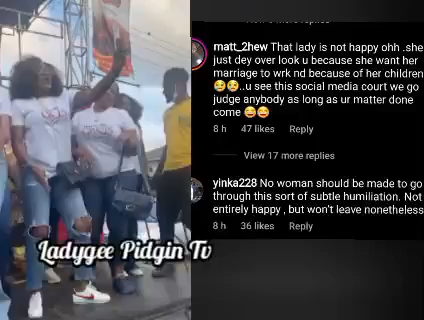 matt_2hew That lady is not happy ohh .she
just dey over look u because she want her
marriage to wrk nd because of her children
😢😢..u see this social media court we go
judge anybody as long as ur matter done
come 😂😂
8 h 47 likes Reply
View 17 more replies
yinka228 No woman should be made to go
through this sort of subtle humiliation. Not
entirely happy , but won't leave nonetheless
8 h 36 likes Reply
Ladygee Pidgin Tv